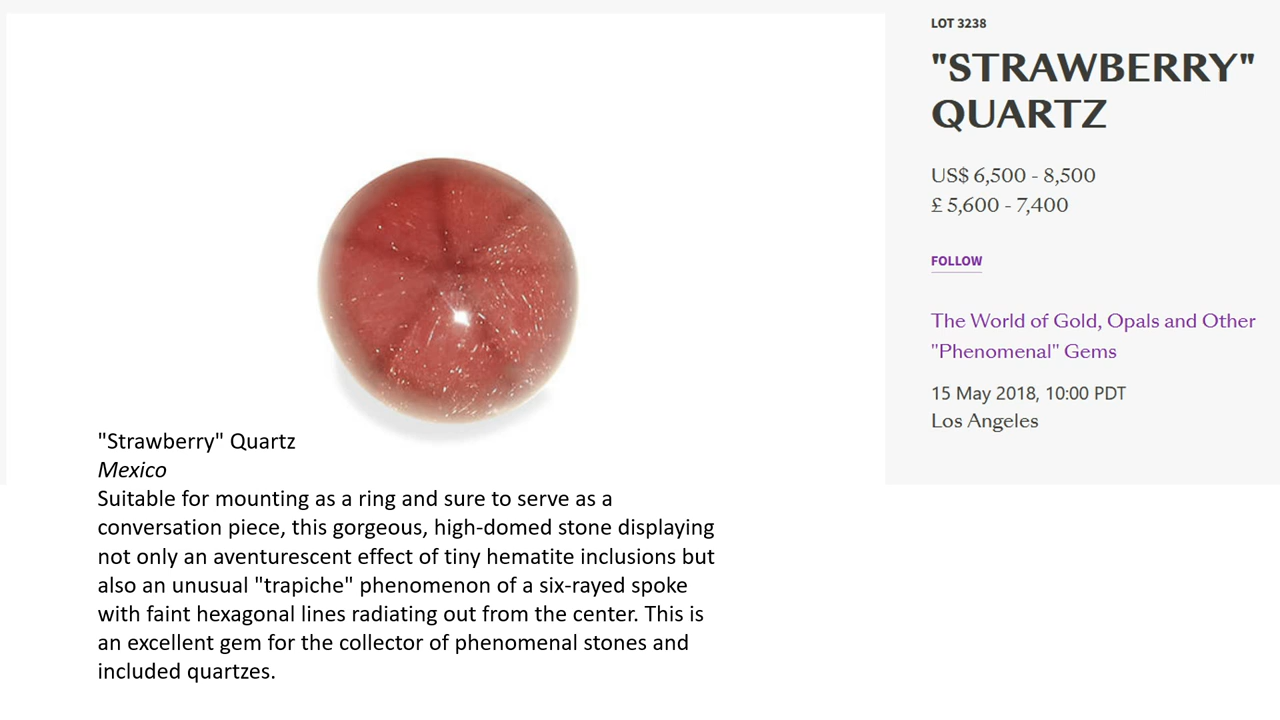 LOT 3238
"STRAWBERRY"
QUARTZ
US$ 6,500 - 8,500
£ 5,600 - 7,400
FOLLOW
The World of Gold, Opals and Other
"Phenomenal" Gems
15 May 2018, 10:00 PDT
Los Angeles
"Strawberry" Quartz
Mexico
Suitable for mounting as a ring and sure to serve as a
conversation piece, this gorgeous, high-domed stone displaying
not only an aventurescent effect of tiny hematite inclusions but
also an unusual "trapiche" phenomenon of a six-rayed spoke
with faint hexagonal lines radiating out from the center. This is
an excellent gem for the collector of phenomenal stones and
included quartzes.